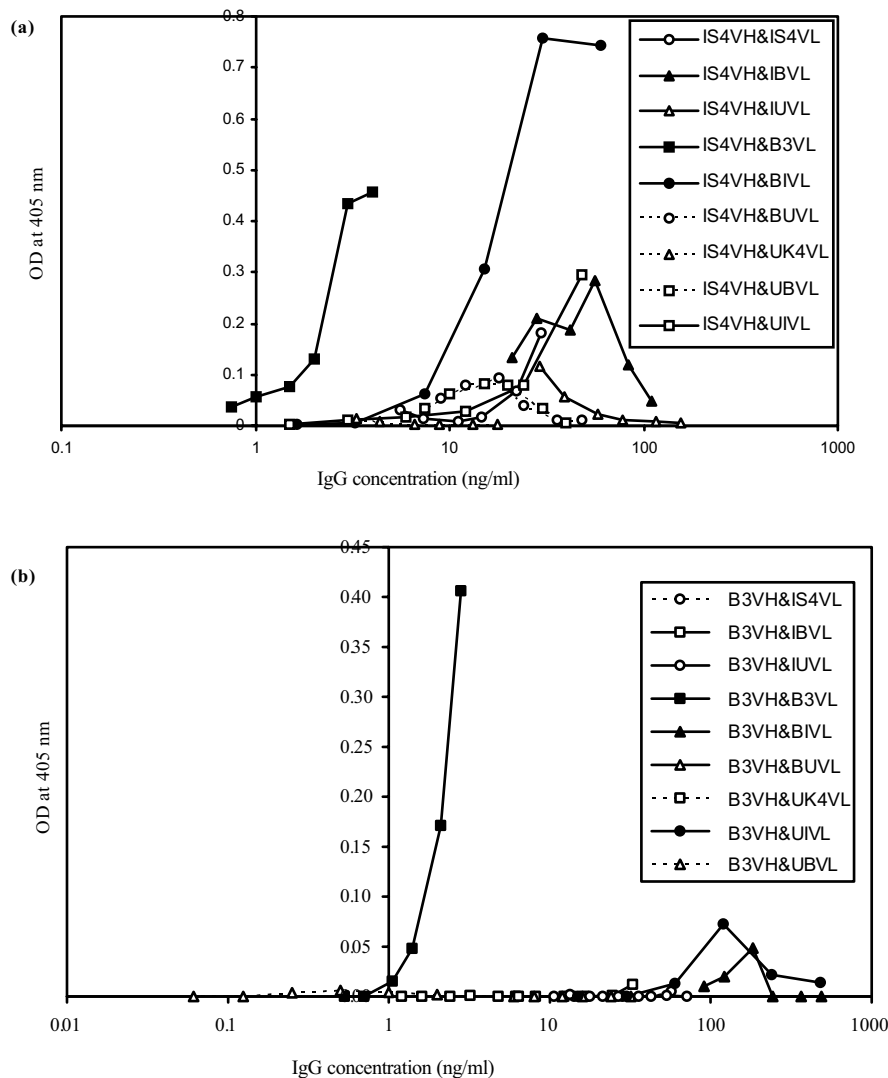 (a)
0.8
0.7
0.6
0.5
0.4
0.3
0.2
0.1
0
OD at 405 nm
0.1
1
10
100
1000
IgG concentration (ng/ml)
IS4VH&IS4VL
IS4VH&IBVL
IS4VH&IUVL
IS4VH&B3VL
IS4VH&BIVL
IS4VH&BUVL
IS4VH&UK4VL
IS4VH&UBVL
IS4VH&UIVL
(b)
0.45
0.40
0.35
0.30
0.25
0.20
0.15
0.10
0.05
0.00
OD at 405 nm
0.01
0.1
1
10
100
1000
IgG concentration (ng/ml)
B3VH&IS4VL
B3VH&IBVL
B3VH&IUVL
B3VH&B3VL
B3VH&BIVL
B3VH&BUVL
B3VH&UK4VL
B3VH&UIVL
B3VH&UBVL